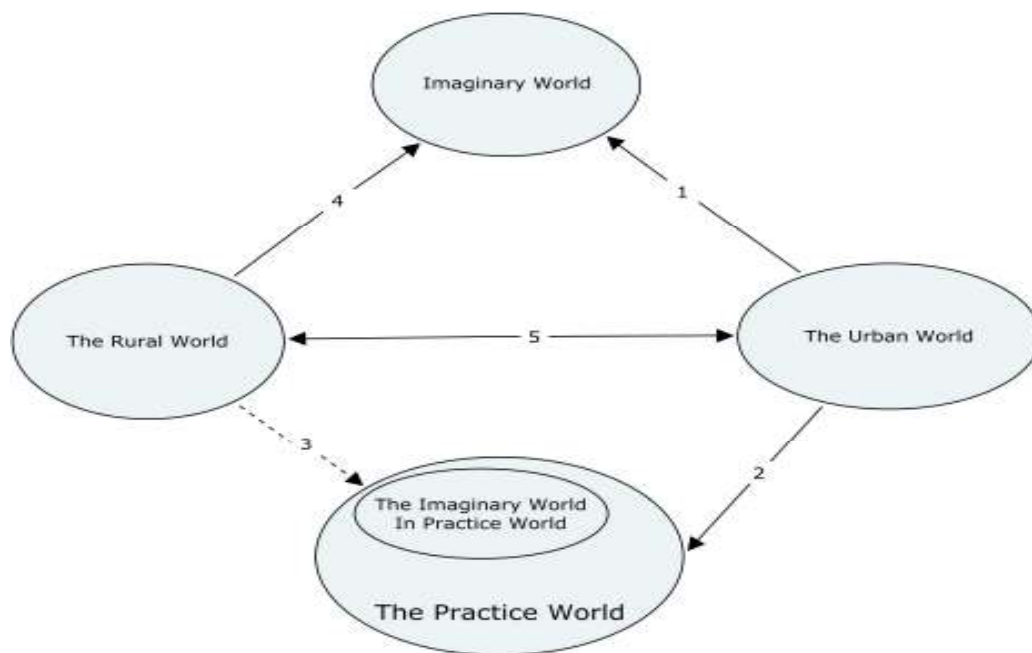 Imaginary World
4
1
The Rural World
5
The Urban World
3
2
The Imaginary World
In Practice World
The Practice World